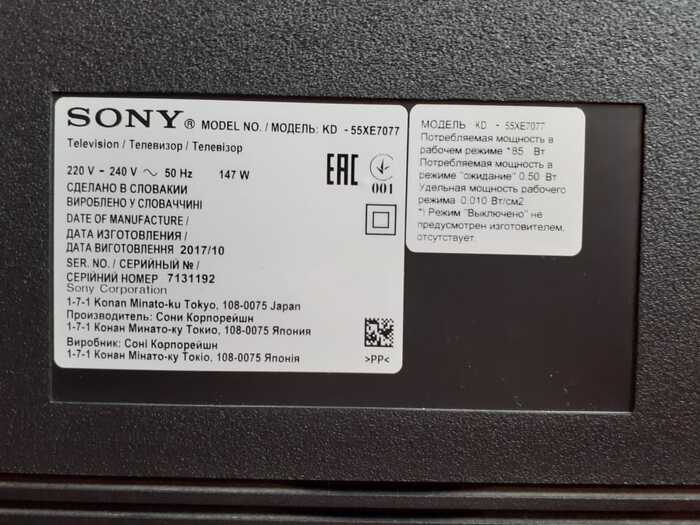 SONY® MODEL NO. / МОДЕЛЬ: KD - 55XE7077
Television / Телевизор / Телевізор
220 V - 240 V ~ 50 Hz 147 W
EAC
001
СДЕЛАНО В СЛОВАКИИ
ВИРОБЛЕНО У СЛОВАЧЧИНІ
DATE OF MANUFACTURE /
ДАТА ИЗГОТОВЛЕНИЯ /
ДАТА ВИГОТОВЛЕННЯ 2017/10
SER. NO. / СЕРИЙНЫЙ № /
СЕРІЙНИЙ НОМЕР 7131192
Sony Corporation
1-7-1 Konan Minato-ku Tokyo, 108-0075 Japan
Производитель: Сони Корпорейшн
1-7-1 Конан Минато-ку Токио, 108-0075 Япония
Виробник: Соні Корпорейшн
1-7-1 Конан Мінато-ку Токіо, 108-0075 Японія
>PP<
МОДЕЛЬ KD - 55XE7077
Потребляемая мощность в
рабочем режиме *85 Вт
Потребляемая мощность в
режиме "ожидание" 0.50 Вт
Удельная мощность рабочего
режима 0.010 Вт/см2
*) Режим "Выключено" не
предусмотрен изготовителем,
отсутствует.